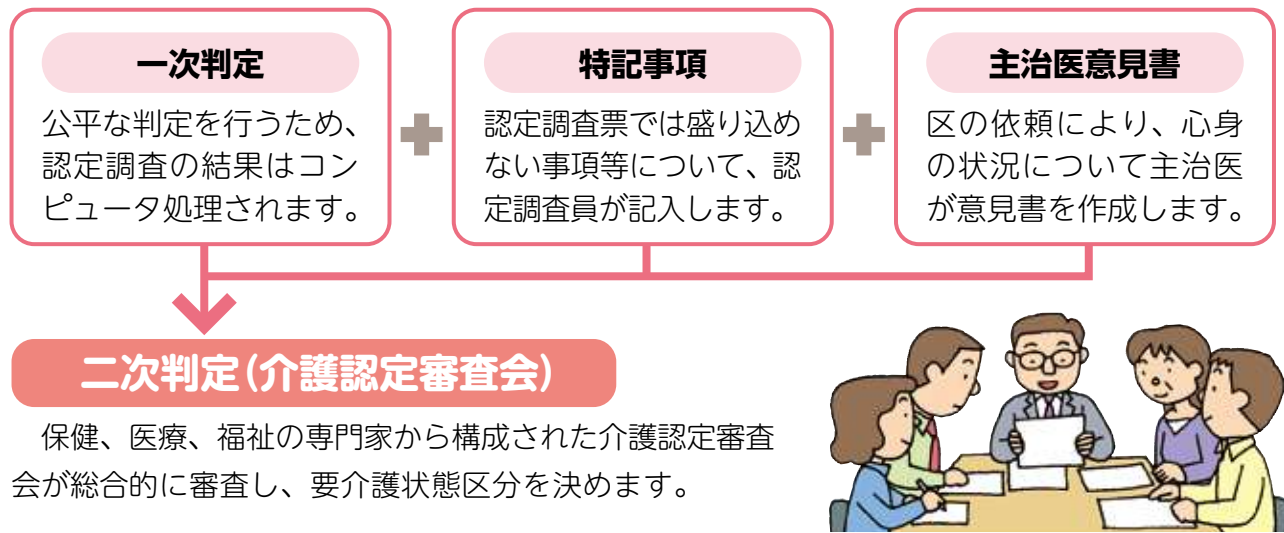 一次判定
公平な判定を行うため、
認定調査の結果はコン
ピュータ処理されます。
特記事項
認定調査票では盛り込め
ない事項等について、認
定調査員が記入します。
主治医意見書
区の依頼により、心身
の状況について主治医
が意見書を作成します。
二次判定(介護認定審査会)
保健、医療、福祉の専門家から構成された介護認定審査
会が総合的に審査し、要介護状態区分を決めます。